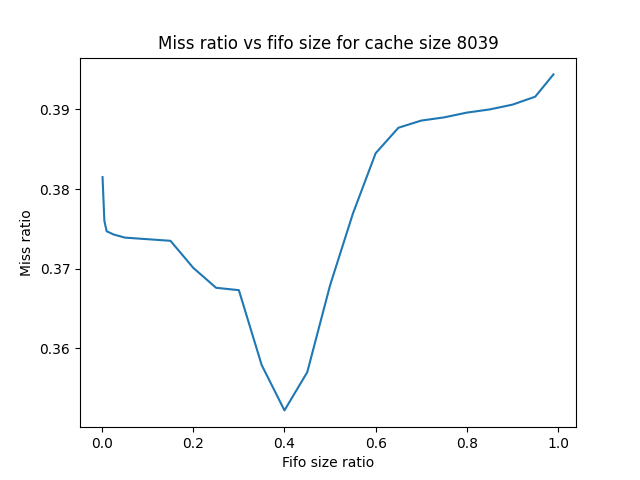 Miss ratio vs fifo size for cache size 8039
0.39
0.38
0.37
0.36
Miss ratio
0.0 0.2 0.4 0.6 0.8 1.0
Fifo size ratio